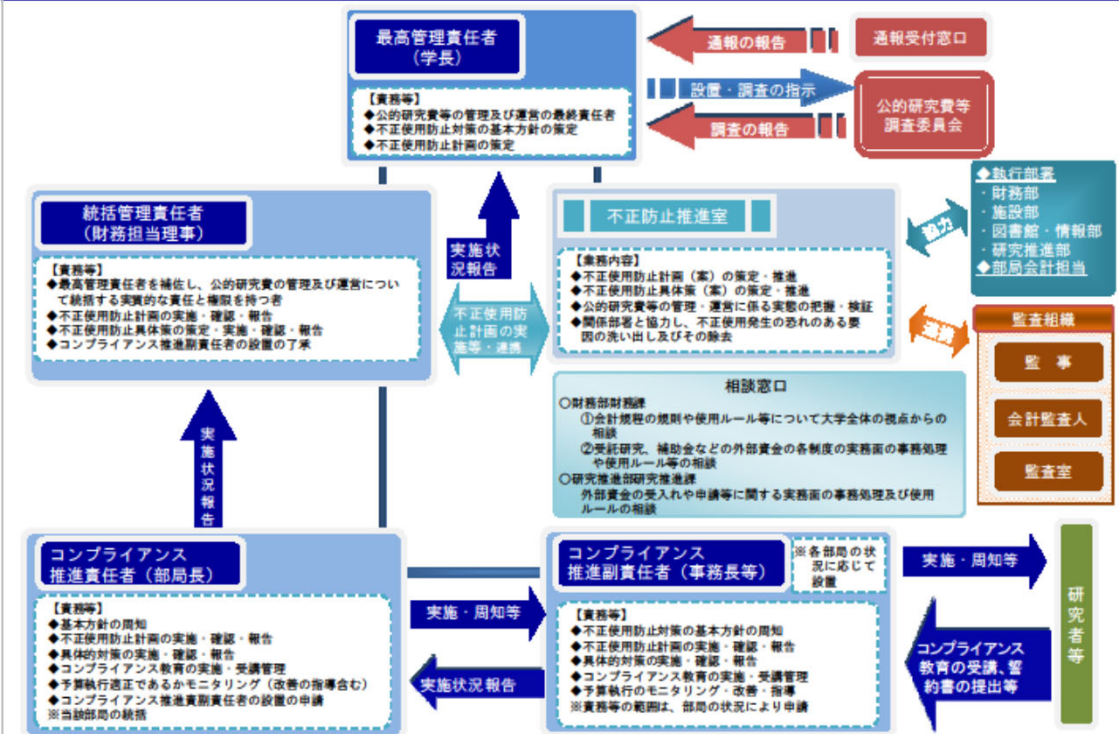 最高管理責任者
（学長）
【責務等】
◆公的研究費等の管理及び運営の最終責任者
◆不正使用防止対策の基本方針の策定
◆不正使用防止計画の策定
通報の報告
通報受付窓口
設置・調査の指示
調査の報告
公的研究費等
調査委員会
統括管理責任者
（財務担当理事）
【責務等】
◆最高管理責任者を補佐し、公的研究費の管理及び運営につい
て統括する実質的な責任と権限を持つ者
◆不正使用防止計画の実施・確認・報告
◆不正使用防止具体策の策定・実施・確認・報告
◆コンプライアンス推進副責任者の設置の了承
実施状
況報告
不正使用防
止計画の実
施等・連携
不正防止推進室
【業務内容】
◆不正使用防止計画（案）の策定・推進
◆不正使用防止具体策（案）の策定・推進
◆公的研究費等の管理・運営に係る実態の把握・検証
◆関係部署と協力し、不正使用発生の恐れのある要
因の洗い出し及びその除去
協力
◆執行部署
・財務部
・施設部
・図書館・情報部
・研究推進部
◆部局会計担当
連携
監査組織
監　事
会計監査人
監査室
相談窓口
○財務部財務課
①会計規程の規則や使用ルール等について大学全体の視点からの
相談
②受託研究、補助金などの外部資金の各制度の実務面の事務処理
や使用ルール等の相談
○研究推進部研究推進課
外部資金の受入れや申請等に関する実務面の事務処理及び使用
ルールの相談
実施状況報告
コンプライアンス
推進責任者（部局長）
【責務等】
◆基本方針の周知
◆不正使用防止計画の実施・確認・報告
◆具体的対策の実施・確認・報告
◆コンプライアンス教育の実施・受講管理
◆予算執行適正であるかモニタリング（改善の指導含む）
◆コンプライアンス推進責副責任者の設置の申請
※当該部局の統括
実施・周知等
実施状況報告
コンプライアンス
推進副責任者（事務長等）
※各部局の状
況に応じて
設置
【責務等】
◆不正使用防止対策の基本方針の周知
◆不正使用防止計画の実施・確認・報告
◆具体的対策の実施・確認・報告
◆コンプライアンス教育の実施・受講管理
◆予算執行のモニタリング・改善・指導
※責務等の範囲は、部局の状況により申請
実施・周知等
コンプライアンス
教育の受講、誓
約書の提出等
研究者等